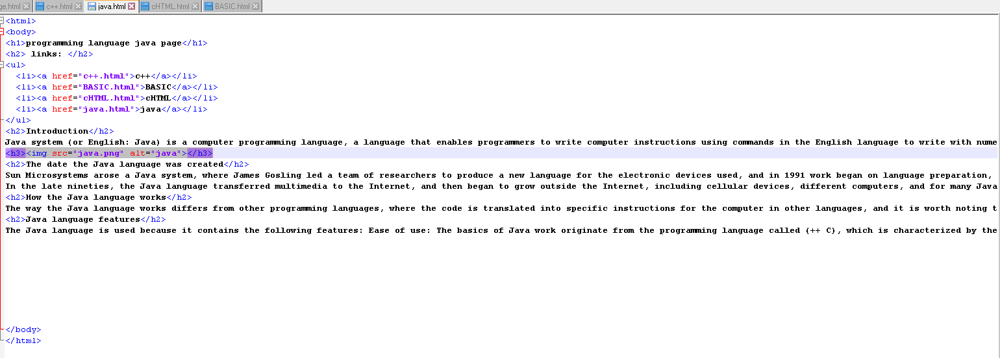 ge.html c++.html java.html cHTML.html BASIC.html
<html>
<body>
<h1>programming language java page</h1>
<h2> links: </h2>
<ul>
<li><a href="c++.html">c++</a></li>
<li><a href="BASIC.html">BASIC</a></li>
<li><a href="cHTML.html">cHTML</a></li>
<li><a href="java.html">java</a></li>
</ul>
<h2>Introduction</h2>
Java system (or English: Java) is a computer programming language, a language that enables programmers to write computer instructions using commands in the English language to write with nume
<h3><img src="java.png" alt="java"></h3>
<h2>The date the Java language was created</h2>
Sun Microsystems arose a Java system, where James Gosling led a team of researchers to produce a new language for the electronic devices used, and in 1991 work began on language preparation,
In the late nineties, the Java language transferred multimedia to the Internet, and then began to grow outside the Internet, including cellular devices, different computers, and for many Java
<h2>How the Java language works</h2>
The way the Java language works differs from other programming languages, where the code is translated into specific instructions for the computer in other languages, and it is worth noting t
<h2>Java language features</h2>
The Java language is used because it contains the following features: Ease of use: The basics of Java work originate from the programming language called (++ C), which is characterized by the
</body>
</html>